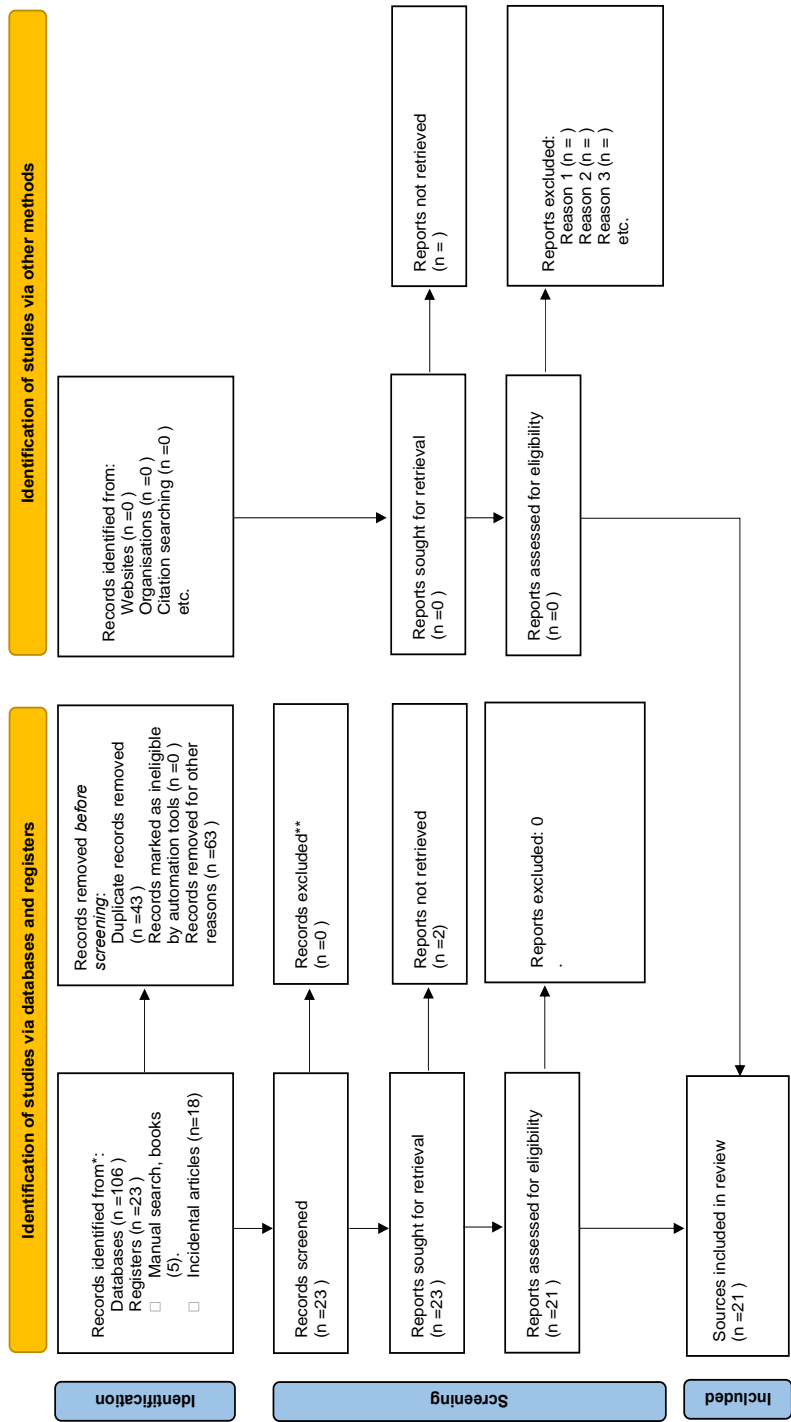 Identification of studies via databases and registers
Identification of studies via other methods
Identification
Records identified from*:
Databases (n =106 )
Registers (n =23 )
□ Manual search, books
(5).
□ Incidental articles (n=18)
Records removed before
screening:
Duplicate records removed
(n =43 )
Records marked as ineligible
by automation tools (n =0 )
Records removed for other
reasons (n =63 )
Records identified from:
Websites (n =0 )
Organisations (n =0 )
Citation searching (n =0 )
etc.
Screening
Records screened
(n =23 )
Records excluded**
(n =0 )
Reports sought for retrieval
(n =23 )
Reports not retrieved
(n =2)
Reports sought for retrieval
(n =0 )
Reports not retrieved
(n = )
Reports assessed for eligibility
(n =21 )
Reports excluded: 0
.
Reports assessed for eligibility
(n =0 )
Reports excluded:
Reason 1 (n = )
Reason 2 (n = )
Reason 3 (n = )
etc.
Included
Sources included in review
(n =21 )